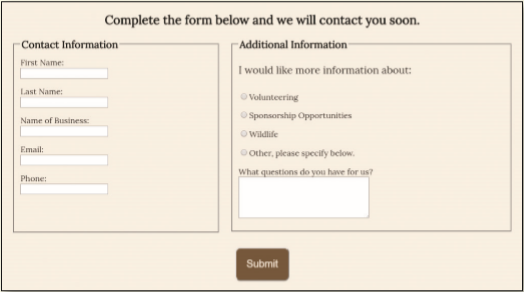 Complete the form below and we will contact you soon.
Contact Information
First Name:
Last Name:
Name of Business:
Email:
Phone:
Additional Information
I would like more information about:
Volunteering
Sponsorship Opportunities
Wildlife
Other, please specify below.
What questions do you have for us?
Submit